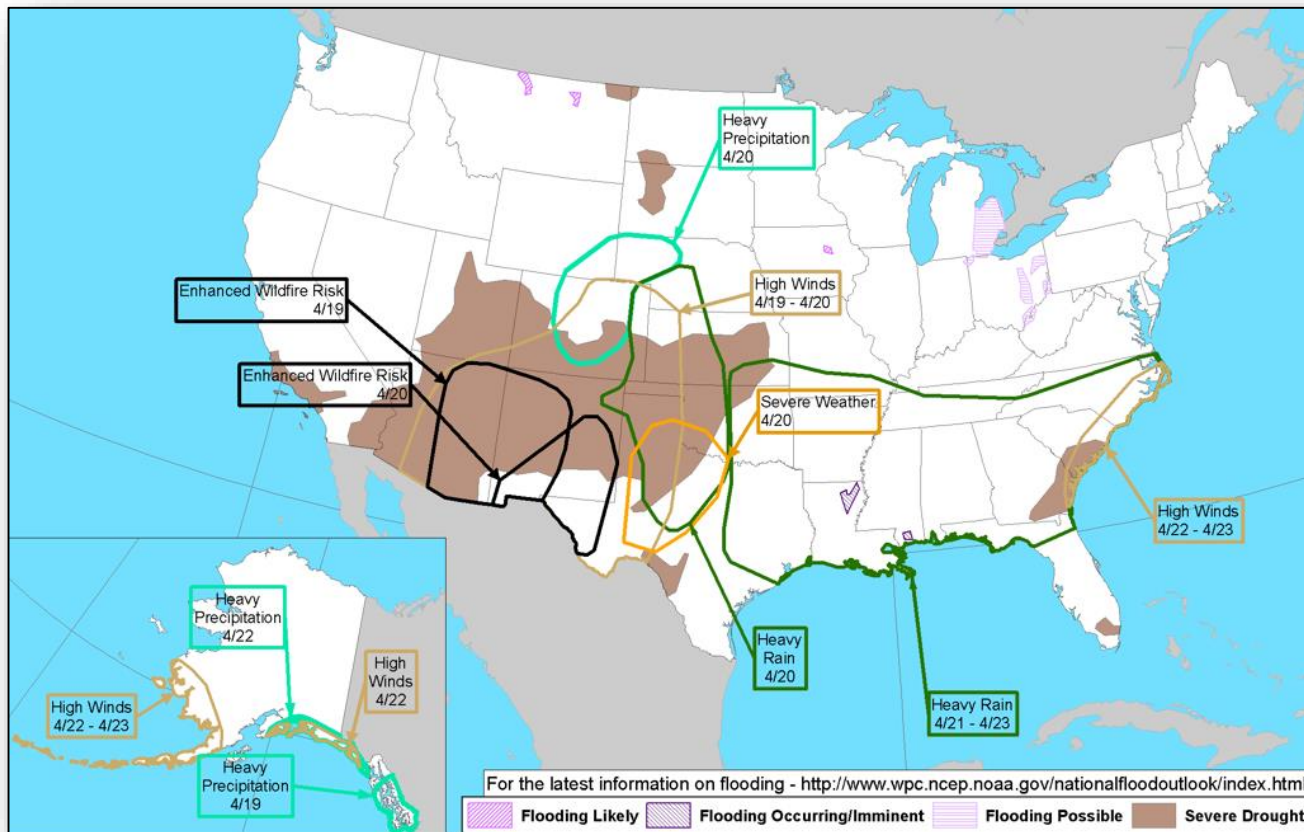 Heavy
Precipitation
4/20
Enhanced Wildfire Risk
4/19
High Winds
4/19 - 4/20
Enhanced Wildfire Risk
4/20
Severe Weather
4/20
High Winds
4/22 - 4/23
Heavy
Precipitation
4/22
High
Winds
4/22
High Winds
4/22 - 4/23
Heavy
Precipitation
4/19
Heavy
Rain
4/20
Heavy Rain
4/21 - 4/23
For the latest information on flooding - http://www.wpc.ncep.noaa.gov/nationalfloodoutlook/index.html
Flooding Likely
Flooding Occurring/Imminent
Flooding Possible
Severe Drought